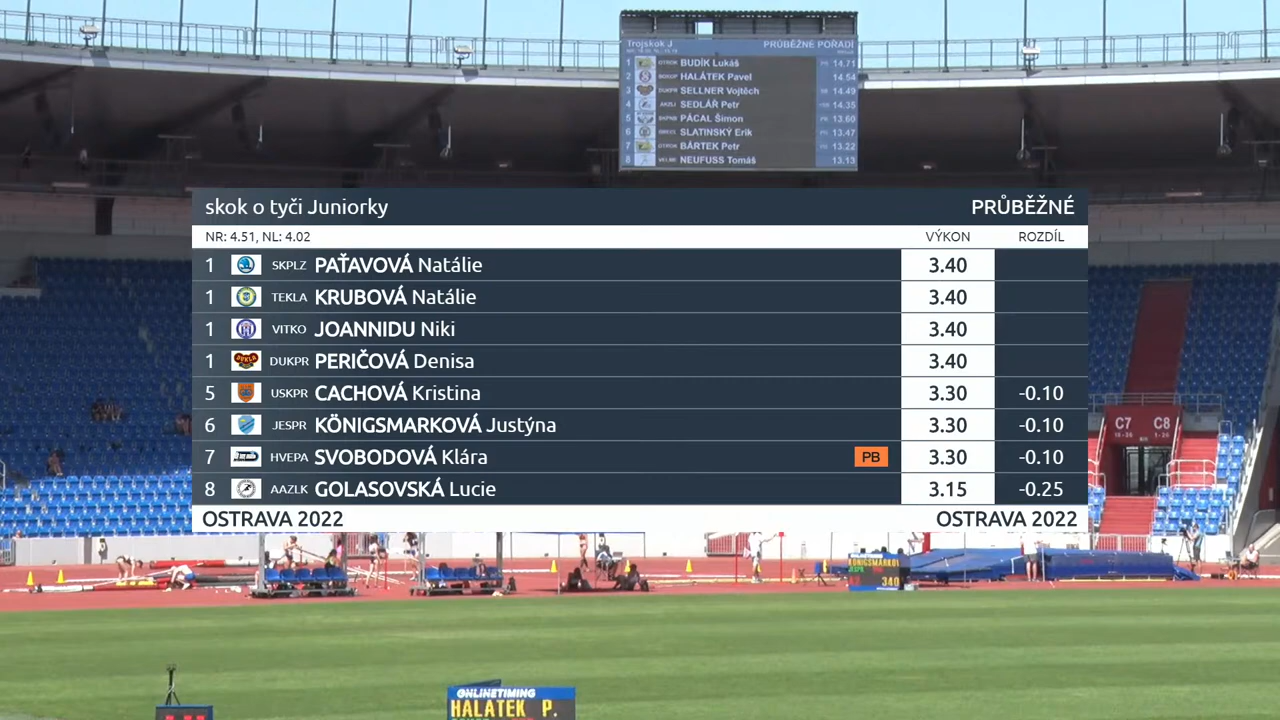 Trojskok J PRŮBĚŽNÉ POŘADÍ
1 BUDÍK Lukáš PB 14.71
2 HALÁTEK Pavel 14.54
3 DUKPR SELLNER Vojtěch 14.49
4 SEDLÁŘ Petr 14.35
5 PÁCAL Šimon 13.60
6 SLATINSKÝ Erik 13.47
7 BÁRTEK Petr 13.22
8 NEUFUSS Tomáš 13.13
skok o tyči Juniorky PRŮBĚŽNÉ
NR: 4.51, NL: 4.02 VÝKON ROZDÍL
1 SKPLZ PAŤAVOVÁ Natálie 3.40
1 TEKLA KRUBOVÁ Natálie 3.40
1 VITKO JOANNIDU Niki 3.40
1 DUKLA DUKPR PERIČOVÁ Denisa 3.40
5 USKPR CACHOVÁ Kristina 3.30 -0.10
6 JESPR KÖNIGSMARKOVÁ Justýna 3.30 -0.10
7 HVEPA SVOBODOVÁ Klára PB 3.30 -0.10
8 AAZLK GOLASOVSKÁ Lucie 3.15 -0.25
OSTRAVA 2022 OSTRAVA 2022
C7 C8
KÖNIGSMARKOV
340
ONLINETIMING
HALATEK P.